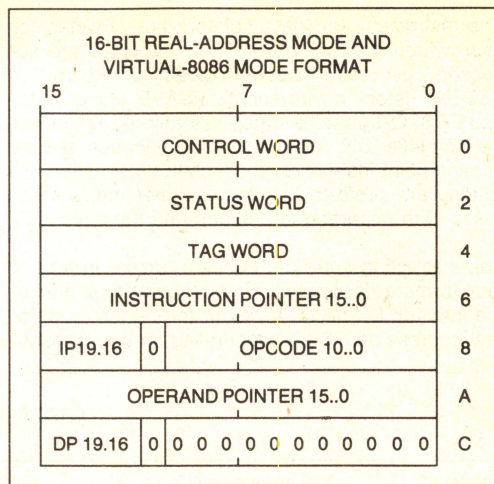 16-BIT REAL-ADDRESS MODE AND
VIRTUAL-8086 MODE FORMAT
15 7 0
CONTROL WORD 0
STATUS WORD 2
TAG WORD 4
INSTRUCTION POINTER 15..0 6
IP19.16 0 OPCODE 10..0 8
OPERAND POINTER 15..0 A
DP 19.16 0 0 0 0 0 0 0 0 0 0 0 0 C